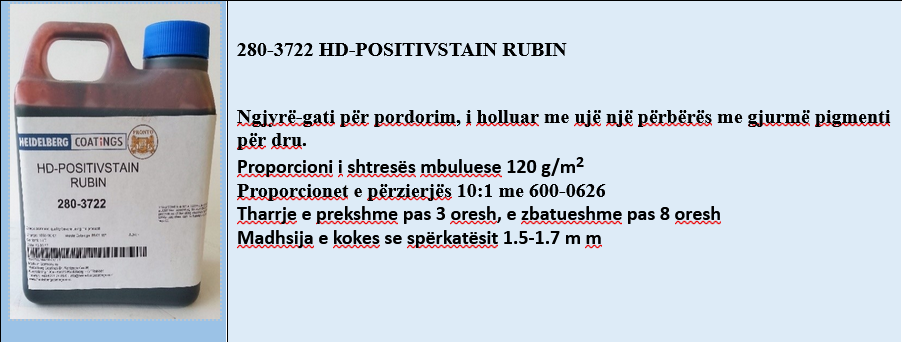 HEIDELBERG COATINGS
PRONTO
HD-POSITIVSTAIN
RUBIN
280-3722
280-3722 HD-POSITIVSTAIN RUBIN
Ngjyrë-gati për pordorim, i holluar me ujë një përbërës me gjurmë pigmenti
për dru.
Proporcioni i shtresës mbuluese 120 g/m²
Proporcionet e përzierjës 10:1 me 600-0626
Tharrje e prekshme pas 3 oresh, e zbatueshme pas 8 oresh
Madhsija e kokes se spërkatësit 1.5-1.7 m m